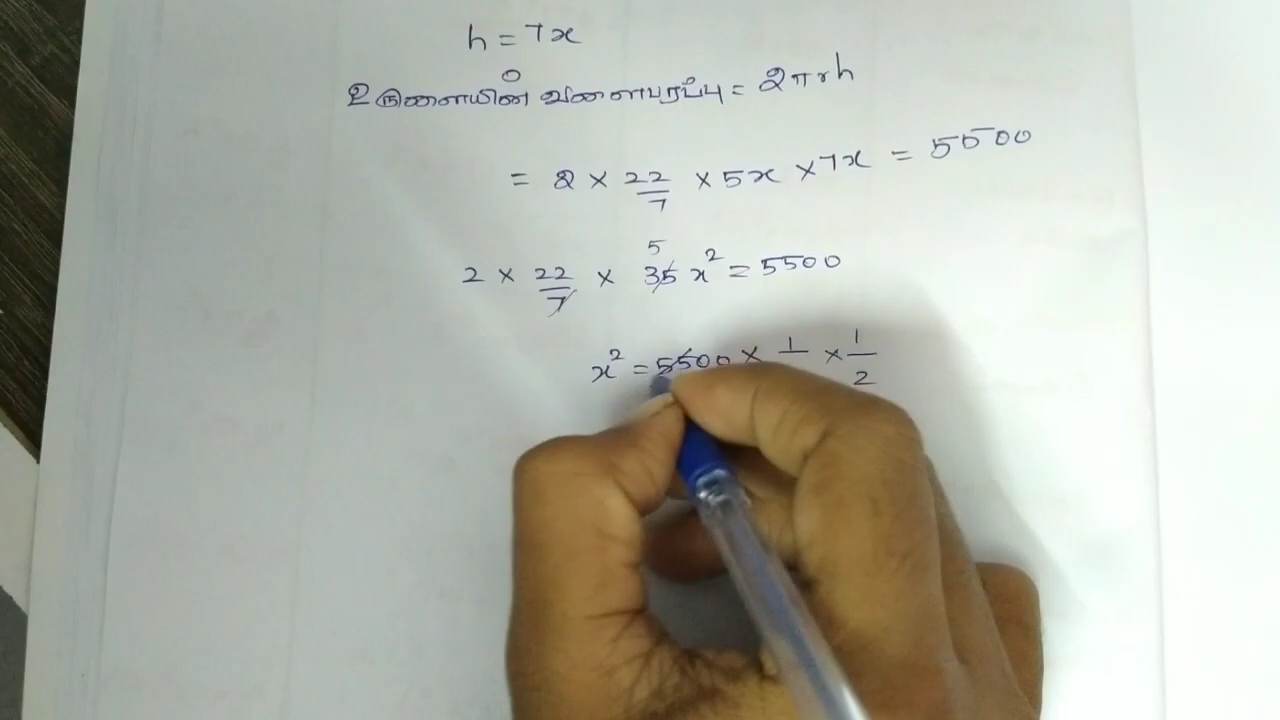 h = 7x
உருளையின் வளைபரப்பு = 2πrh
= 2 × 22/7 × 5x × 7x = 5500
5
2 × 22/7 × 35 x² = 5500
x² = 5500 × 1 × 1/2